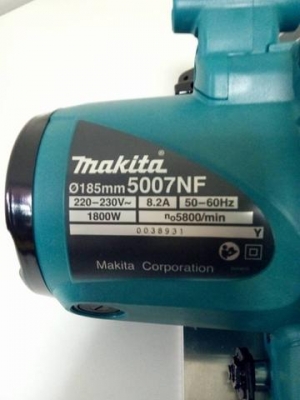 makita
Ø185mm 5007NF
220-230V~ 8.2A 50-60Hz
1800W n₀5800/min
0038931 Y
Makita Corporation